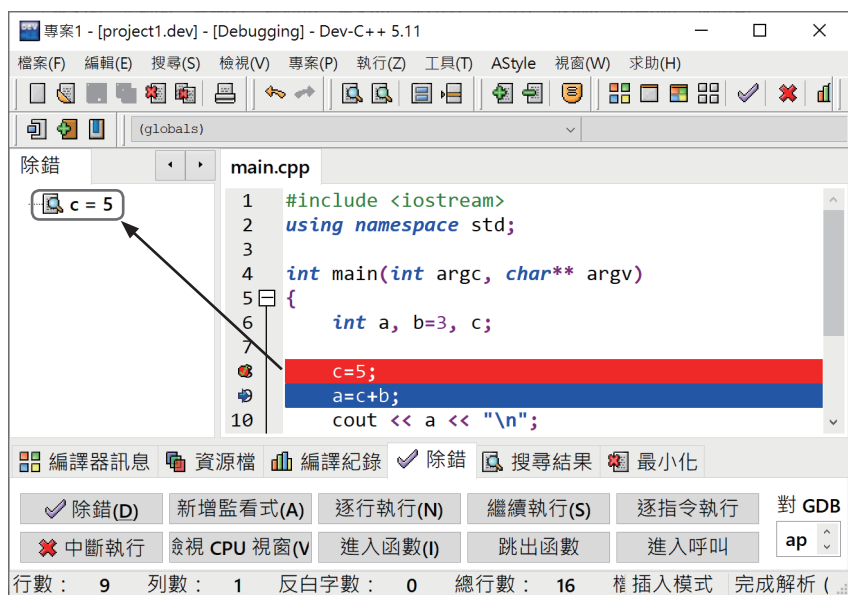 專案1 - [project1.dev] - [Debugging] - Dev-C++ 5.11
檔案(F) 編輯(E) 搜尋(S) 檢視(V) 專案(P) 執行(Z) 工具(T) AStyle 視窗(W) 求助(H)
(globals)
除錯 main.cpp
c = 5
1 #include <iostream>
2 using namespace std;
3
4 int main(int argc, char** argv)
5 {
6 int a, b=3, c;
7
c=5;
a=c+b;
10 cout << a << "\n";
編譯器訊息 資源檔 編譯紀錄 除錯 搜尋結果 最小化
除錯(D) 新增監看式(A) 逐行執行(N) 繼續執行(S) 逐指令執行 對 GDB
中斷執行 檢視 CPU 視窗(V 進入函數(I) 跳出函數 進入呼叫 ap
行數： 9 列數： 1 反白字數： 0 總行數： 16 插入模式 完成解析 (